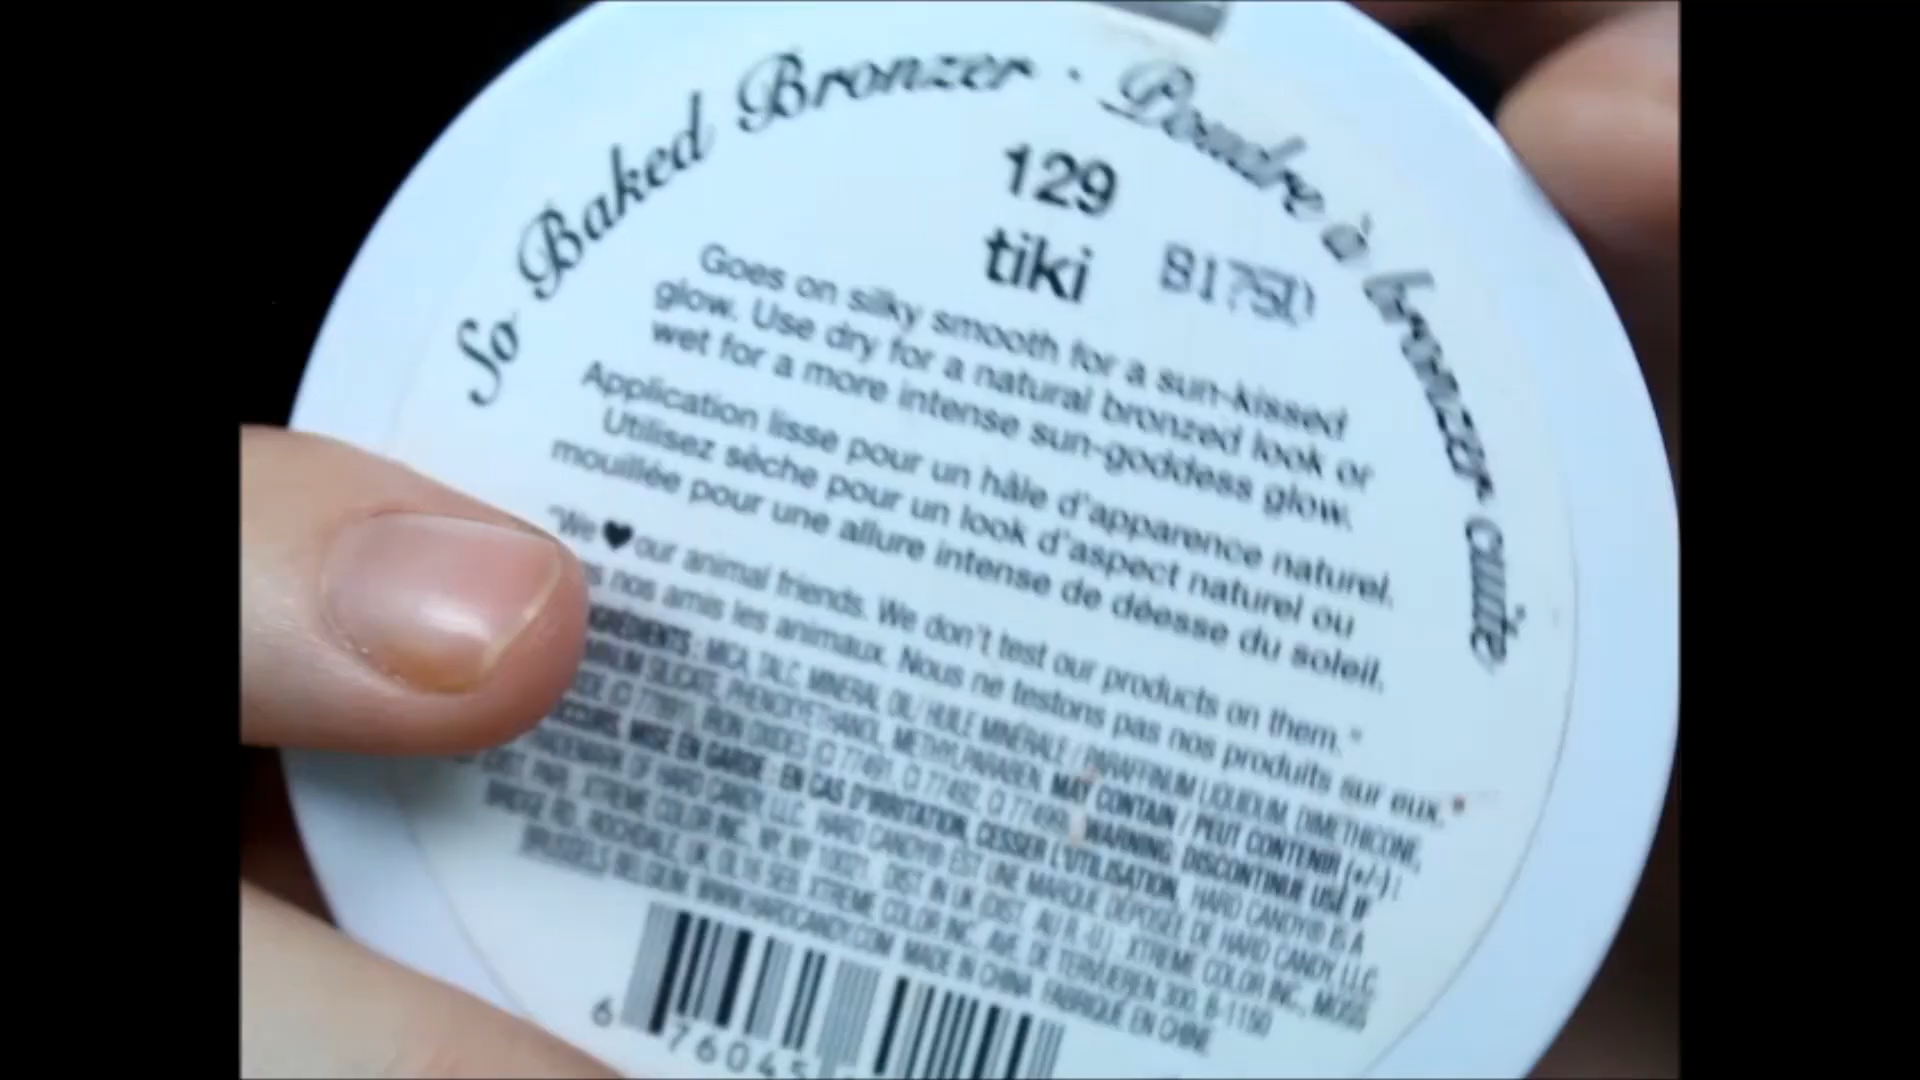 So Baked Bronzer · Poudre à bronzer cuite
129
tiki
Goes on silky smooth for a sun-kissed
glow. Use dry for a natural bronzed look or
wet for a more intense sun-goddess glow.
Application lisse pour un hâle d'apparence naturel.
Utilisez sèche pour un look d'aspect naturel ou
mouillée pour une allure intense de déesse du soleil.
"We ♥ our animal friends. We don't test our products on them."
nos amis les animaux. Nous ne testons pas nos produits sur eux."
: MICA, TALC, MINERAL OIL / HUILE MINÉRALE / PARAFFINUM LIQUIDUM, DIMETHICONE,
SILICATE, PHENOXYETHANOL, METHYLPARABEN. MAY CONTAIN / PEUT CONTENIR (+/-) :
IRON OXIDES (CI 77491, CI 77492, CI 77499). WARNING: DISCONTINUE USE IF
MISE EN GARDE : EN CAS D'IRRITATION, CESSER L'UTILISATION. HARD CANDY® IS A
TRADEMARK OF HARD CANDY, LLC. HARD CANDY® EST UNE MARQUE DÉPOSÉE DE HARD CANDY, LLC.
XTREME COLOR INC., NY, NY 10021. DIST. IN UK (DIST. AU R.-U.) : XTREME COLOR INC., MOSS
BRIDGE RD, ROCHDALE, UK, OL16 5EB. XTREME COLOR INC., AVE. DE TERVUEREN 300, B-1150
BRUSSELS BELGIUM. WWW.HARDCANDY.COM MADE IN CHINA. FABRIQUÉ EN CHINE.
6 76045